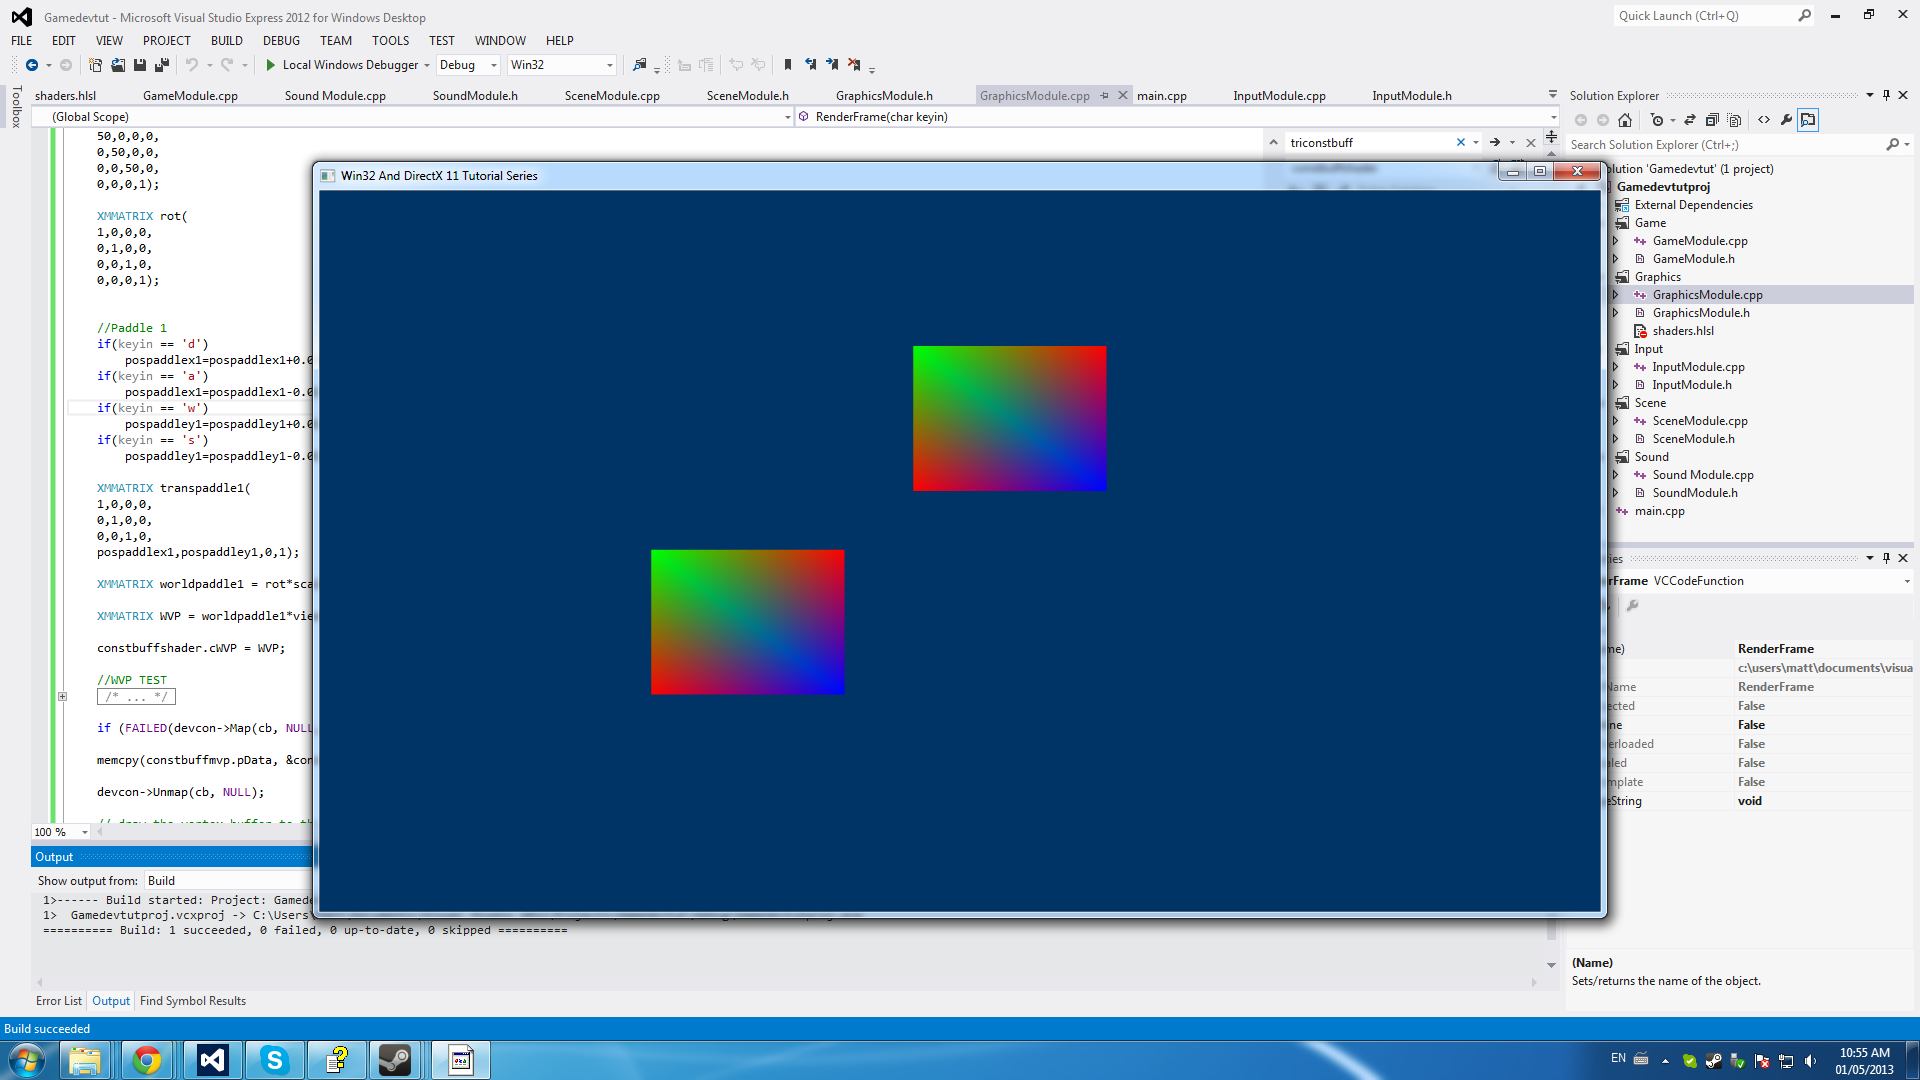 Gamedevtut - Microsoft Visual Studio Express 2012 for Windows Desktop
Quick Launch (Ctrl+Q)
FILE EDIT VIEW PROJECT BUILD DEBUG TEAM TOOLS TEST WINDOW HELP
Local Windows Debugger Debug Win32
Toolbox
shaders.hlsl GameModule.cpp Sound Module.cpp SoundModule.h SceneModule.cpp SceneModule.h GraphicsModule.h GraphicsModule.cpp main.cpp InputModule.cpp InputModule.h
(Global Scope) RenderFrame(char keyin)
triconstbuff
50,0,0,0,
0,50,0,0,
0,0,50,0,
0,0,0,1);
XMMATRIX rot(
1,0,0,0,
0,1,0,0,
0,0,1,0,
0,0,0,1);
//Paddle 1
if(keyin == 'd')
pospaddlex1=pospaddlex1+0.0
if(keyin == 'a')
pospaddlex1=pospaddlex1-0.0
if(keyin == 'w')
pospaddley1=pospaddley1+0.0
if(keyin == 's')
pospaddley1=pospaddley1-0.0
XMMATRIX transpaddle1(
1,0,0,0,
0,1,0,0,
0,0,1,0,
pospaddlex1,pospaddley1,0,1);
XMMATRIX worldpaddle1 = rot*sca
XMMATRIX WVP = worldpaddle1*vie
constbuffshader.cWVP = WVP;
//WVP TEST
/* ... */
if (FAILED(devcon->Map(cb, NULL
memcpy(constbuffmvp.pData, &con
devcon->Unmap(cb, NULL);
100 %
Win32 And DirectX 11 Tutorial Series
Output
Show output from: Build
1>------ Build started: Project: Gamed
1> Gamedevtutproj.vcxproj -> C:\Users
========== Build: 1 succeeded, 0 failed, 0 up-to-date, 0 skipped ==========
Error List Output Find Symbol Results
Solution Explorer
Search Solution Explorer (Ctrl+;)
olution 'Gamedevtut' (1 project)
Gamedevtutproj
External Dependencies
Game
GameModule.cpp
GameModule.h
Graphics
GraphicsModule.cpp
GraphicsModule.h
shaders.hlsl
Input
InputModule.cpp
InputModule.h
Scene
SceneModule.cpp
SceneModule.h
Sound
Sound Module.cpp
SoundModule.h
main.cpp
ies
rFrame VCCodeFunction
me) RenderFrame
c:\users\matt\documents\visua
Name RenderFrame
ected False
ne False
erloaded False
aled False
mplate False
eString void
(Name)
Sets/returns the name of the object.
Build succeeded
EN
10:55 AM
01/05/2013